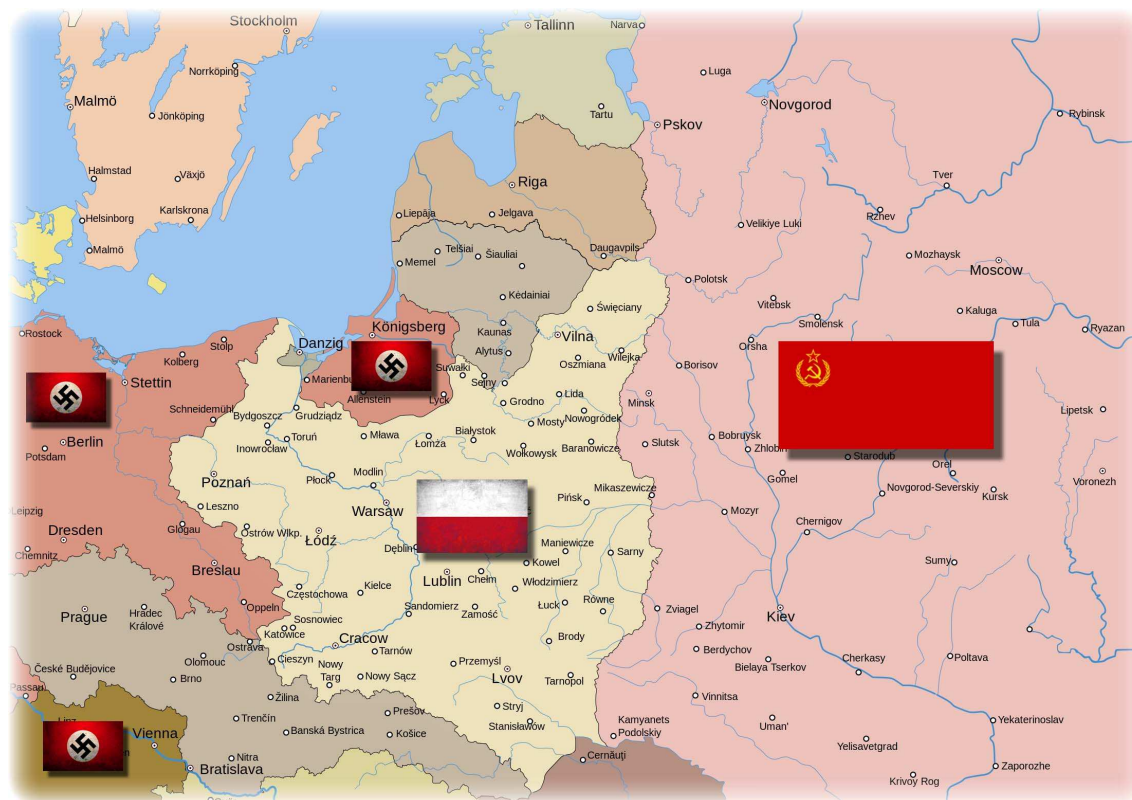 Stockholm
Tallinn
Narva
Norrköping
Luga
Malmö
Jönköping
Novgorod
Tartu
Pskov
Rybinsk
Halmstad
Växjö
Riga
Tver
Helsinborg
Karlskrona
Liepāja
Jelgava
Rzhev
Velikiye Luki
Malmö
Telšiai
Šiauliai
Daugavpils
Memel
Mozhaysk
Moscow
Polotsk
Kėdainiai
Święciany
Vitebsk
Kaluga
Smolensk
Tula
Ryazan
Rostock
Königsberg
Kaunas
Vilna
Stolp
Danzig
Orsha
Kolberg
Alytus
Oszmiana
Wilejka
Suwałki
Borisov
Stettin
Marienbu
Sejny
Allenstein
Lyck
Grodno
Lida
Minsk
Schneidemühl
Bydgoszcz
Grudziądz
Mosty
Nowogródek
Lipetsk
Toruń
Mława
Łomża
Białystok
Bobruysk
Berlin
Inowrocław
Wołkowysk
Baranowicze
Slutsk
Zhlobin
Potsdam
Starodub
Modlin
Orel
Voronezh
Poznań
Płock
Gomel
Mikaszewicze
Novgorod-Severskiy
Kursk
Leszno
Warsaw
Pińsk
Leipzig
Mozyr
Chernigov
Dresden
Glogau
Ostrów Wlkp.
Łódź
Maniewicze
Chemnitz
Dęblin
Sarny
Sumy
Breslau
Kowel
Lublin
Chełm
Włodzimierz
Kielce
Częstochowa
Oppeln
Sandomierz
Zamość
Łuck
Równe
Zviagel
Kiev
Prague
Hradec
Králové
Sosnowiec
Zhytomir
Katowice
Cracow
Brody
Ostrava
Tarnów
Berdychov
Olomouc
Cieszyn
Nowy
Targ
Przemyśl
Bielaya Tserkov
Cherkasy
Poltava
České Budějovice
Brno
Nowy Sącz
Lvov
Tarnopol
Passau
Žilina
Vinnitsa
Stryj
Prešov
Trenčín
Linz
Stanisławów
Kamyanets
Podolskiy
Uman'
Yekaterinoslav
Vienna
Banská Bystrica
Košice
Yelisavetgrad
Nitra
Cernăuţi
Bratislava
Zaporozhe
Krivoy Rog